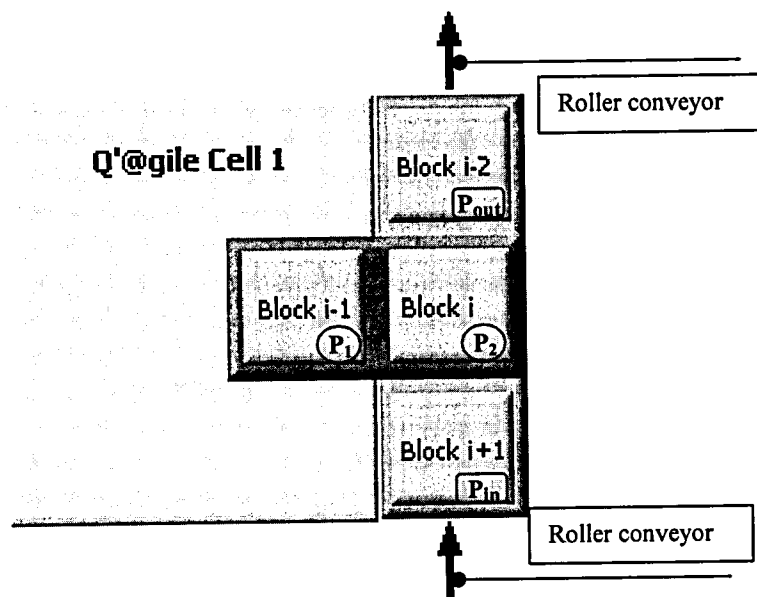 Roller conveyor
Q'@gile Cell 1
Block i-2
Pout
Block i-1
P1
Block i
P2
Block i+1
Pin
Roller conveyor